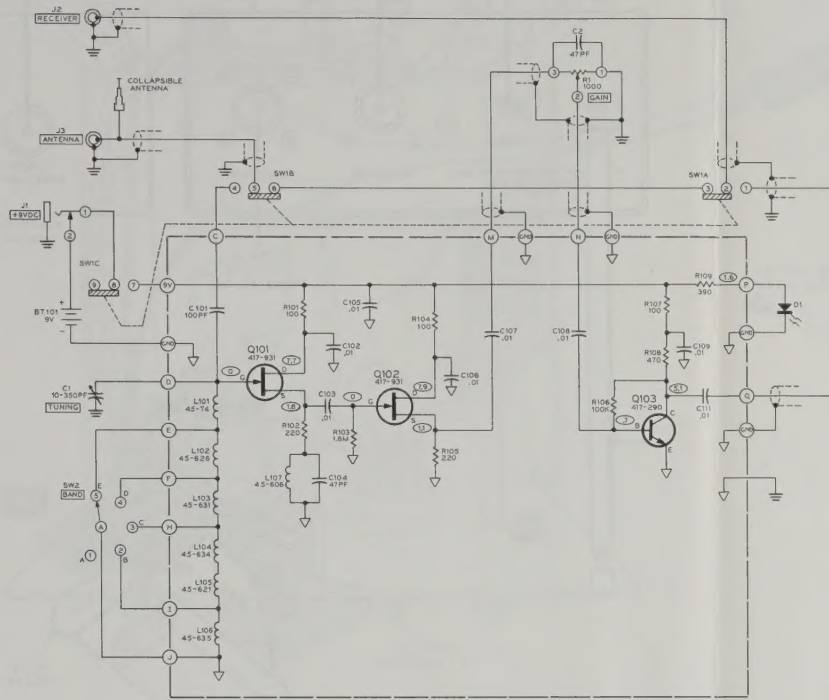 J2
RECEIVER
COLLAPSIBLE
ANTENNA
J3
ANTENNA
C2
47PF
3
1
R1
1000
2
GAIN
SW1B
4
5
6
SW1A
3
2
1
J1
+9VDC
1
2
SW1C
9
8
7
BT101
9V
+
-
C
M
GND
N
GND
9V
GND
D
E
F
H
I
J
C1
10-350PF
TUNING
SW2
BAND
E
5
D
4
A
3
C
A
1
2
B
C101
100PF
R101
100
C102
.01
C105
.01
R104
100
C106
.01
C107
.01
C108
.01
R107
100
R108
470
C109
.01
R109
390
1.6
P
D1
GND
Q
GND
Q101
417-931
0
G
D
7.7
S
1.8
Q102
417-931
0
G
D
7.9
S
1.1
C103
.01
R102
220
R103
1.8M
L107
45-606
C104
47PF
R105
220
R106
100K
Q103
417-290
5.1
.7
B
C
E
C111
.01
L101
45-74
L102
45-626
L103
45-631
L104
45-634
L105
45-621
L106
45-635